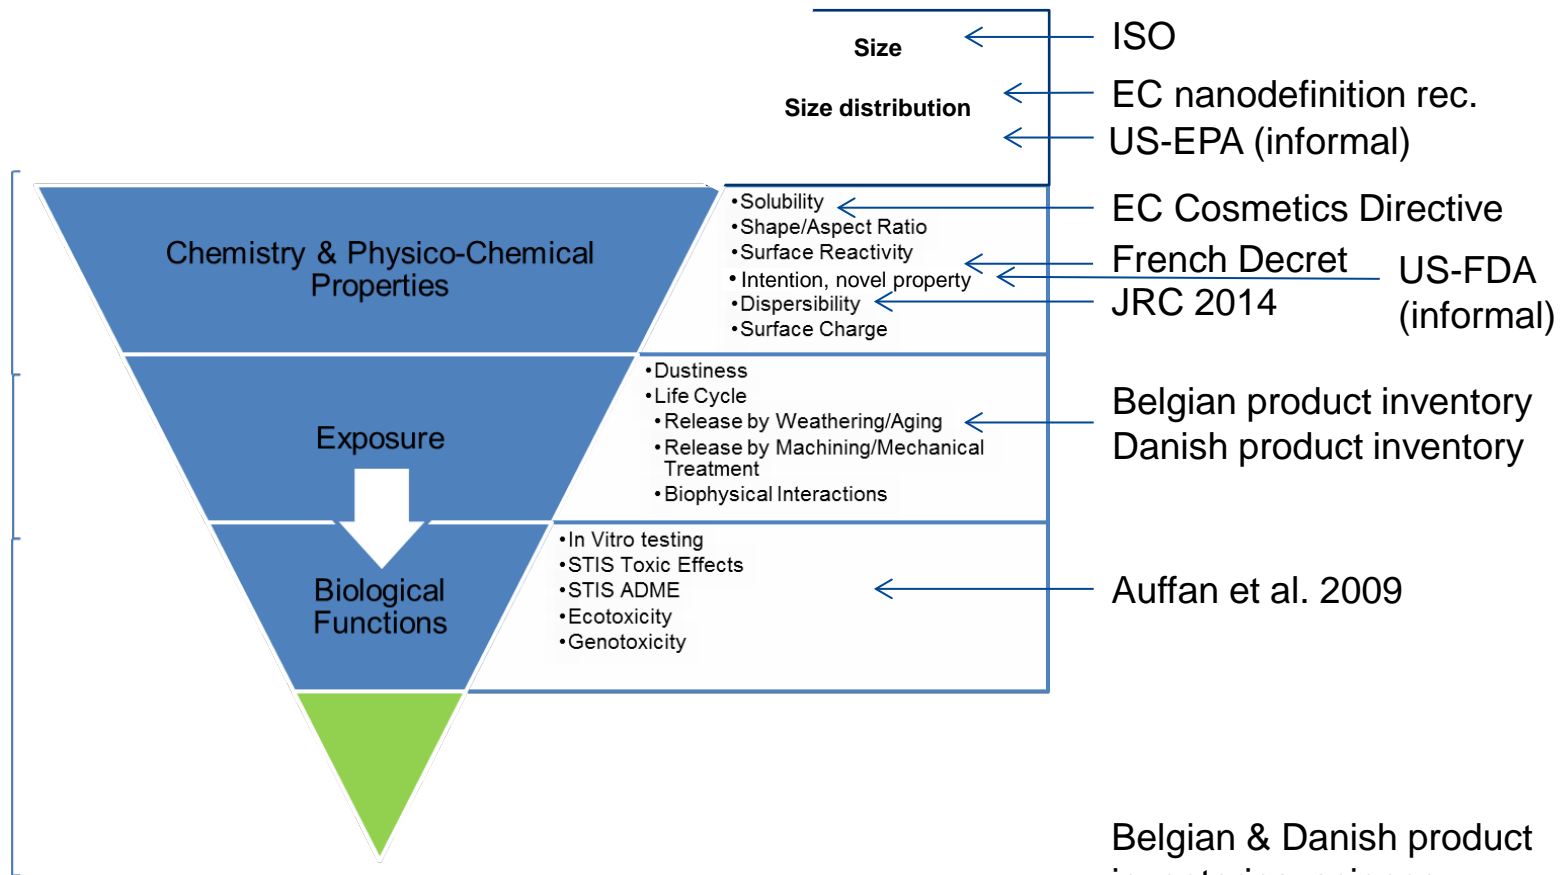 Size
Size distribution
ISO
EC nanodefinition rec.
US-EPA (informal)
Chemistry & Physico-Chemical
Properties
•Solubility
•Shape/Aspect Ratio
•Surface Reactivity
•Intention, novel property
•Dispersibility
•Surface Charge
EC Cosmetics Directive
French Decret
JRC 2014
US-FDA
(informal)
Exposure
•Dustiness
•Life Cycle
•Release by Weathering/Aging
•Release by Machining/Mechanical
Treatment
•Biophysical Interactions
Belgian product inventory
Danish product inventory
Biological
Functions
•In Vitro testing
•STIS Toxic Effects
•STIS ADME
•Ecotoxicity
•Genotoxicity
Auffan et al. 2009
Belgian & Danish product